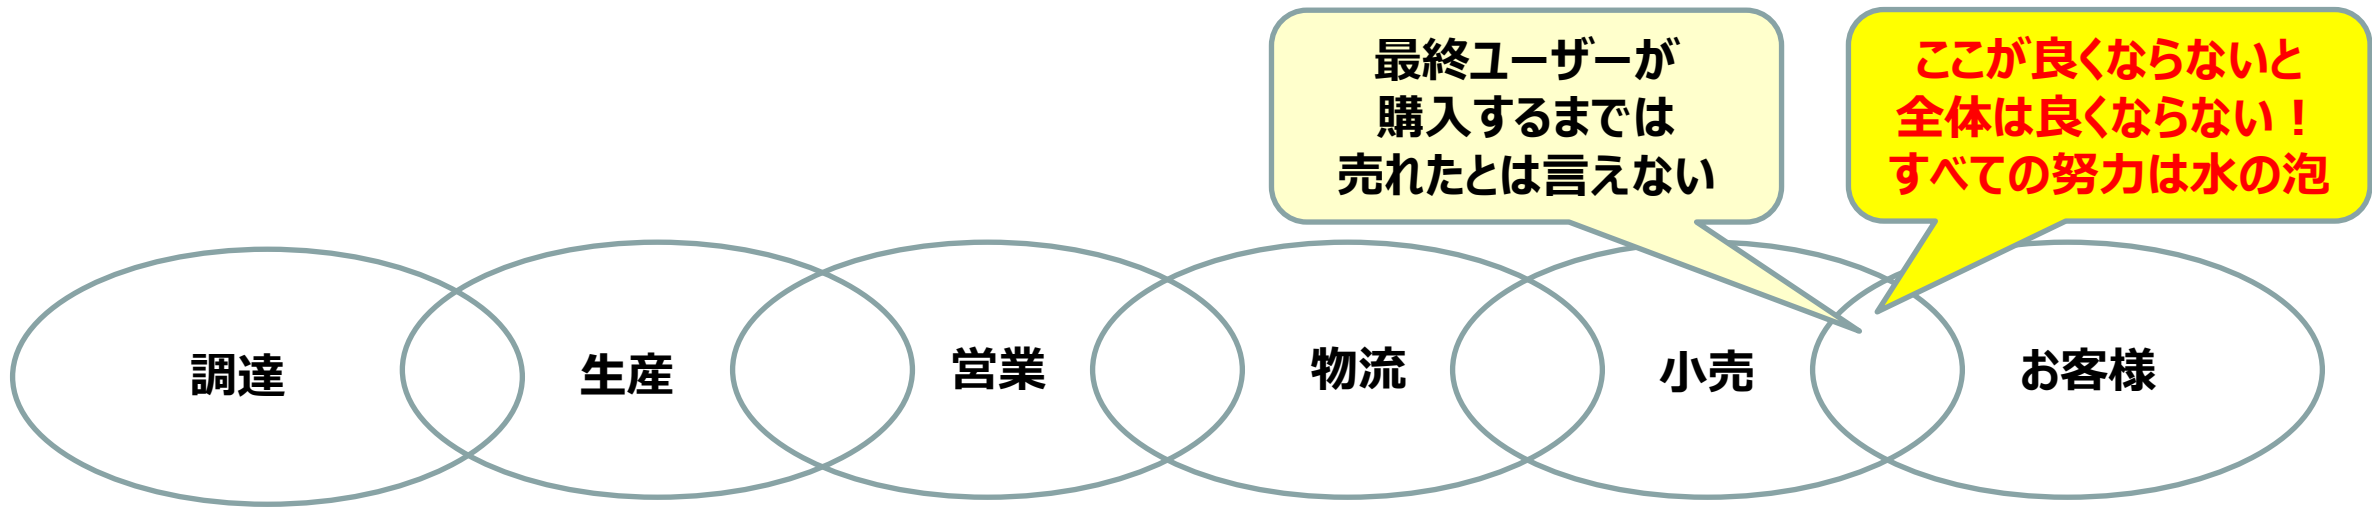 最終ユーザーが
購入するまでは
売れたとは言えない
ここが良くならないと
全体は良くならない！
すべての努力は水の泡
調達
生産
営業
物流
小売
お客様